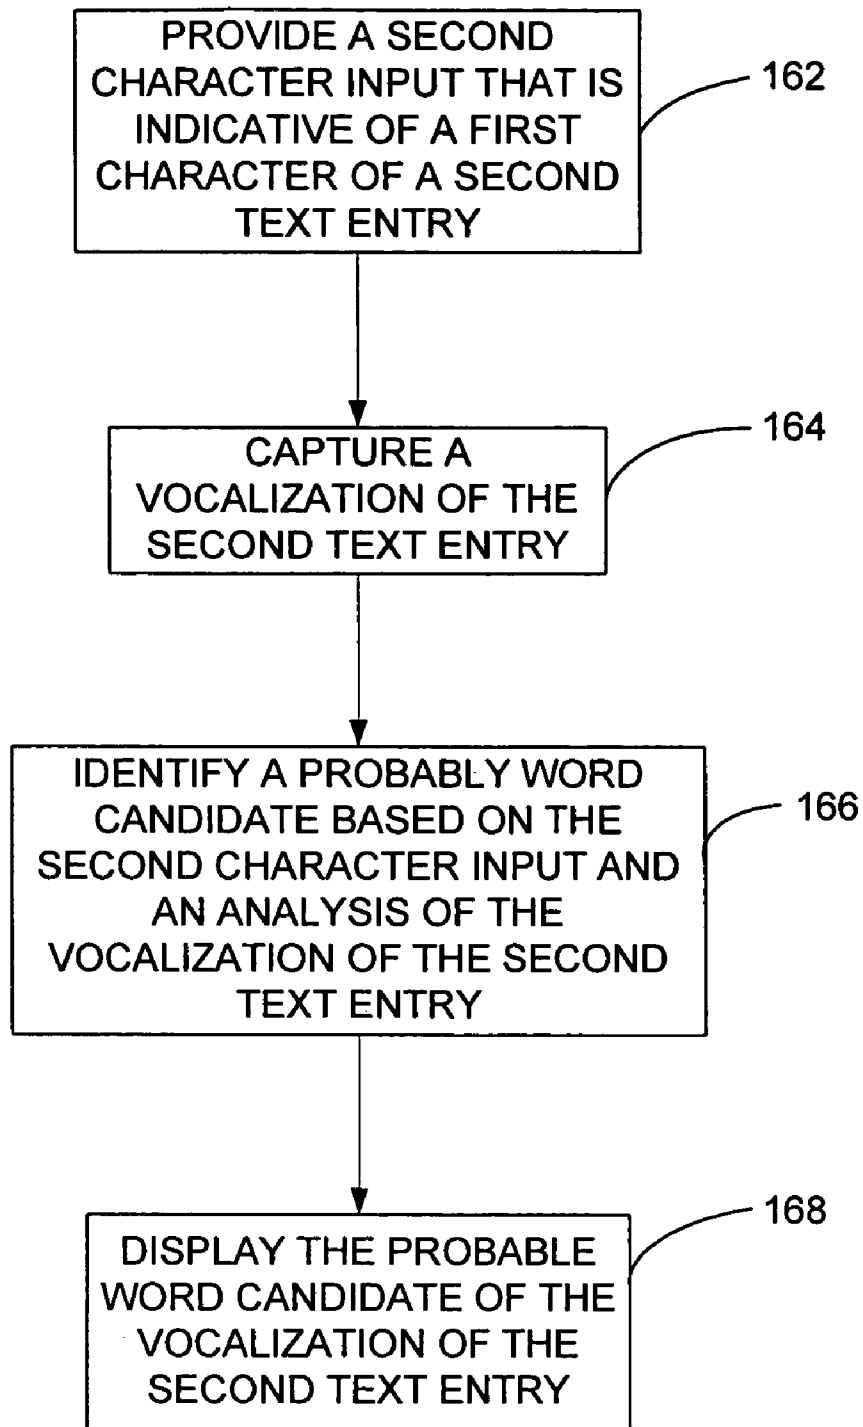 PROVIDE A SECOND
CHARACTER INPUT THAT IS
INDICATIVE OF A FIRST
CHARACTER OF A SECOND
TEXT ENTRY
162
CAPTURE A
VOCALIZATION OF THE
SECOND TEXT ENTRY
164
IDENTIFY A PROBABLY WORD
CANDIDATE BASED ON THE
SECOND CHARACTER INPUT AND
AN ANALYSIS OF THE
VOCALIZATION OF THE SECOND
TEXT ENTRY
166
DISPLAY THE PROBABLE
WORD CANDIDATE OF THE
VOCALIZATION OF THE
SECOND TEXT ENTRY
168